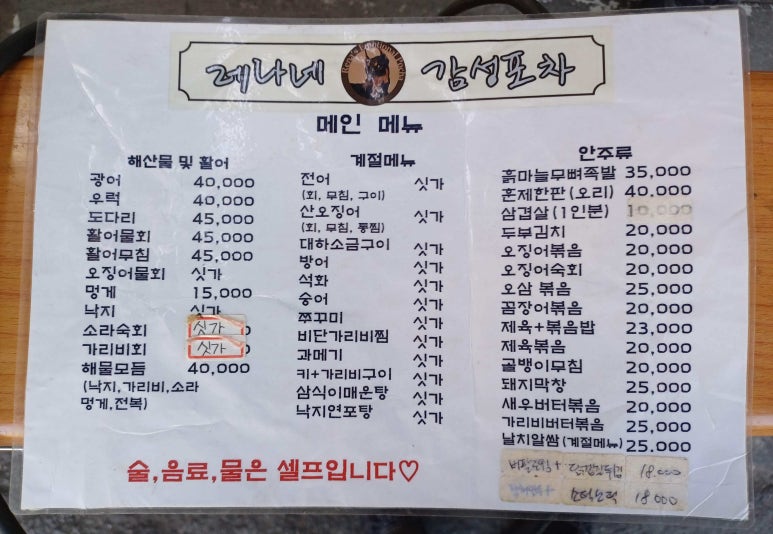 레나네 감성포차
메인 메뉴
해산물 및 활어
광어 40,000
우럭 40,000
도다리 45,000
활어물회 45,000
활어무침 45,000
오징어물회 싯가
멍게 15,000
낙지 싯가
소라숙회 싯가
가리비회 싯가
해물모듬 40,000
(낙지,가리비,소라
멍게,전복)
계절메뉴
전어 싯가
(회, 무침, 구이)
산오징어 싯가
(회, 무침, 통찜)
대하소금구이 싯가
방어 싯가
석화 싯가
숭어 싯가
쭈꾸미 싯가
비단가리비찜 싯가
과메기 싯가
키+가리비구이 싯가
삼식이매운탕 싯가
낙지연포탕 싯가
안주류
흙마늘무뼈족발 35,000
훈제한판(오리) 40,000
삼겹살(1인분) 10,000
두부김치 20,000
오징어볶음 20,000
오징어숙회 20,000
오삼 볶음 25,000
꼼장어볶음 20,000
제육+볶음밥 23,000
제육볶음 20,000
골뱅이무침 20,000
돼지막창 25,000
새우버터볶음 20,000
가리비버터볶음 25,000
날치알쌈(계절메뉴) 25,000
18,000
소떡소떡 18,000
술,음료,물은 셀프입니다♡